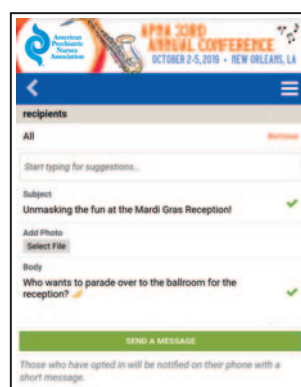 American
Psychiatric
Nurses
Association
APNA 33RD
ANNUAL CONFERENCE
OCTOBER 2-5, 2019 • NEW ORLEANS, LA
recipients
All
Remove
Start typing for suggestions...
Subject
Unmasking the fun at the Mardi Gras Reception!
Add Photo
Select File
Body
Who wants to parade over to the ballroom for the
reception? 🎺
SEND A MESSAGE
Those who have opted in will be notified on their phone with a
short message.